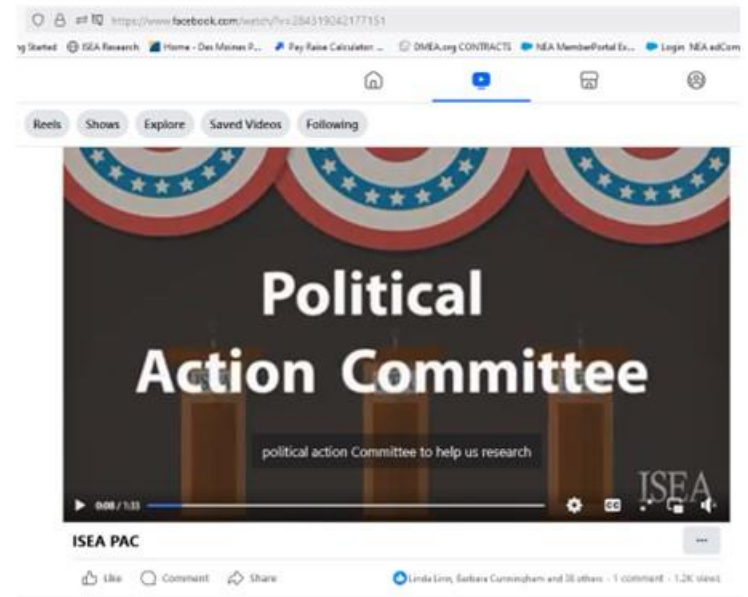 https://www.facebook.com/watch/?v=284319242177151
ng Started ISEA Research Home - Des Moines P... Pay Raise Calculator ... DMEA.org CONTRACTS NEA MemberPortal Ex... Login NEA edCom
Reels Shows Explore Saved Videos Following
Political
Action Committee
political action Committee to help us research
ISEA
0:08 / 1:33
ISEA PAC
Like Comment Share Linda Linn, Barbara Cunningham and 38 others · 1 comment · 1.2K views